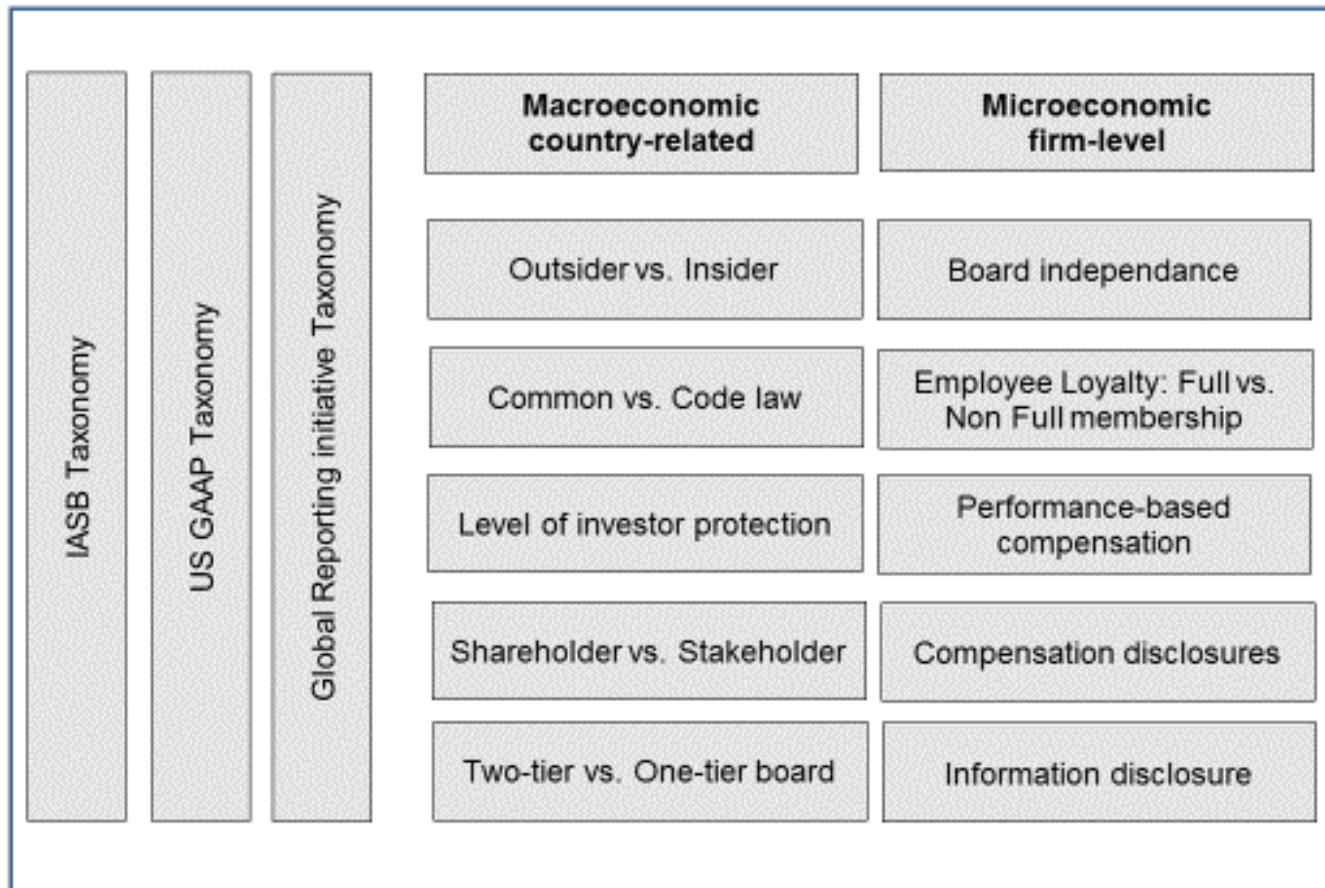 IASB Taxonomy
US GAAP Taxonomy
Global Reporting initiative Taxonomy
Macroeconomic
country-related
Microeconomic
firm-level
Outsider vs. Insider
Board independance
Common vs. Code law
Employee Loyalty: Full vs.
Non Full membership
Level of investor protection
Performance-based
compensation
Shareholder vs. Stakeholder
Compensation disclosures
Two-tier vs. One-tier board
Information disclosure